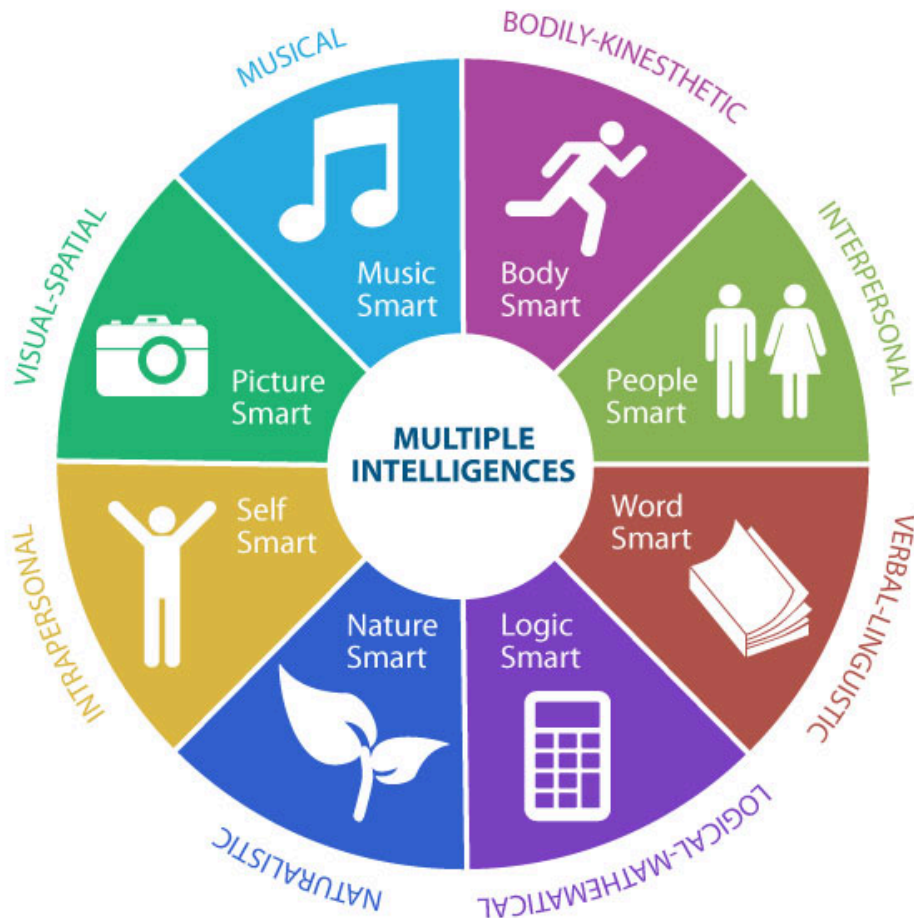 MUSICAL
BODILY-KINESTHETIC
INTERPERSONAL
VERBAL-LINGUISTIC
LOGICAL-MATHEMATICAL
NATURALISTIC
INTRAPERSONAL
VISUAL-SPATIAL
Music
Smart
Body
Smart
People
Smart
Word
Smart
Logic
Smart
Nature
Smart
Self
Smart
Picture
Smart
MULTIPLE
INTELLIGENCES